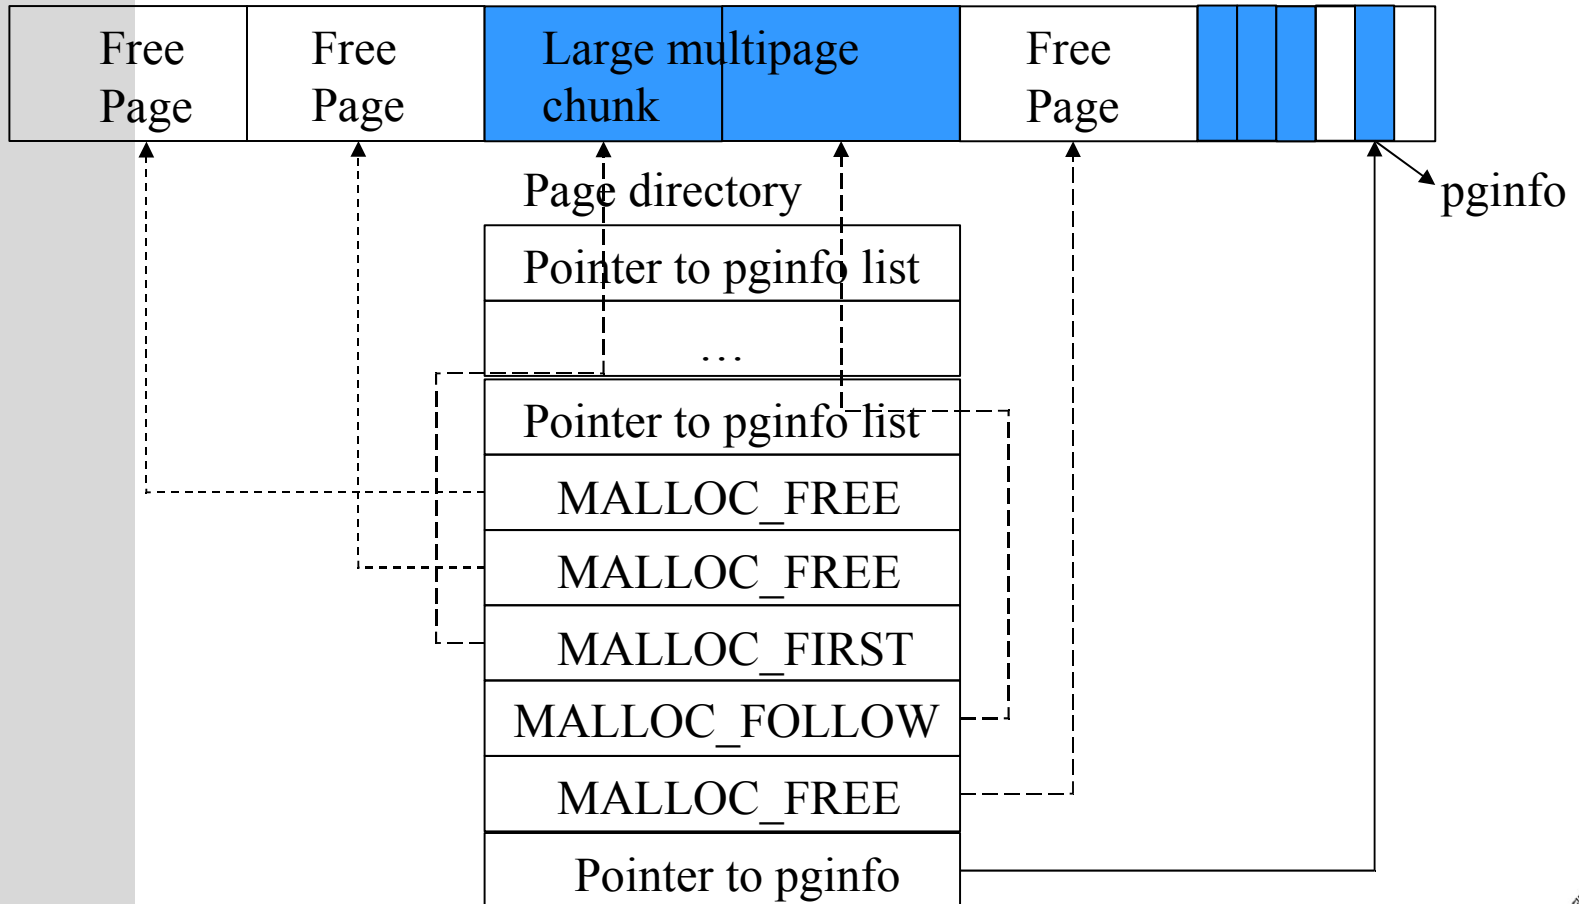 Free
Page
Free
Page
Large multipage
chunk
Free
Page
Page directory
pginfo
Pointer to pginfo list
…
Pointer to pginfo list
MALLOC_FREE
MALLOC_FREE
MALLOC_FIRST
MALLOC_FOLLOW
MALLOC_FREE
Pointer to pginfo